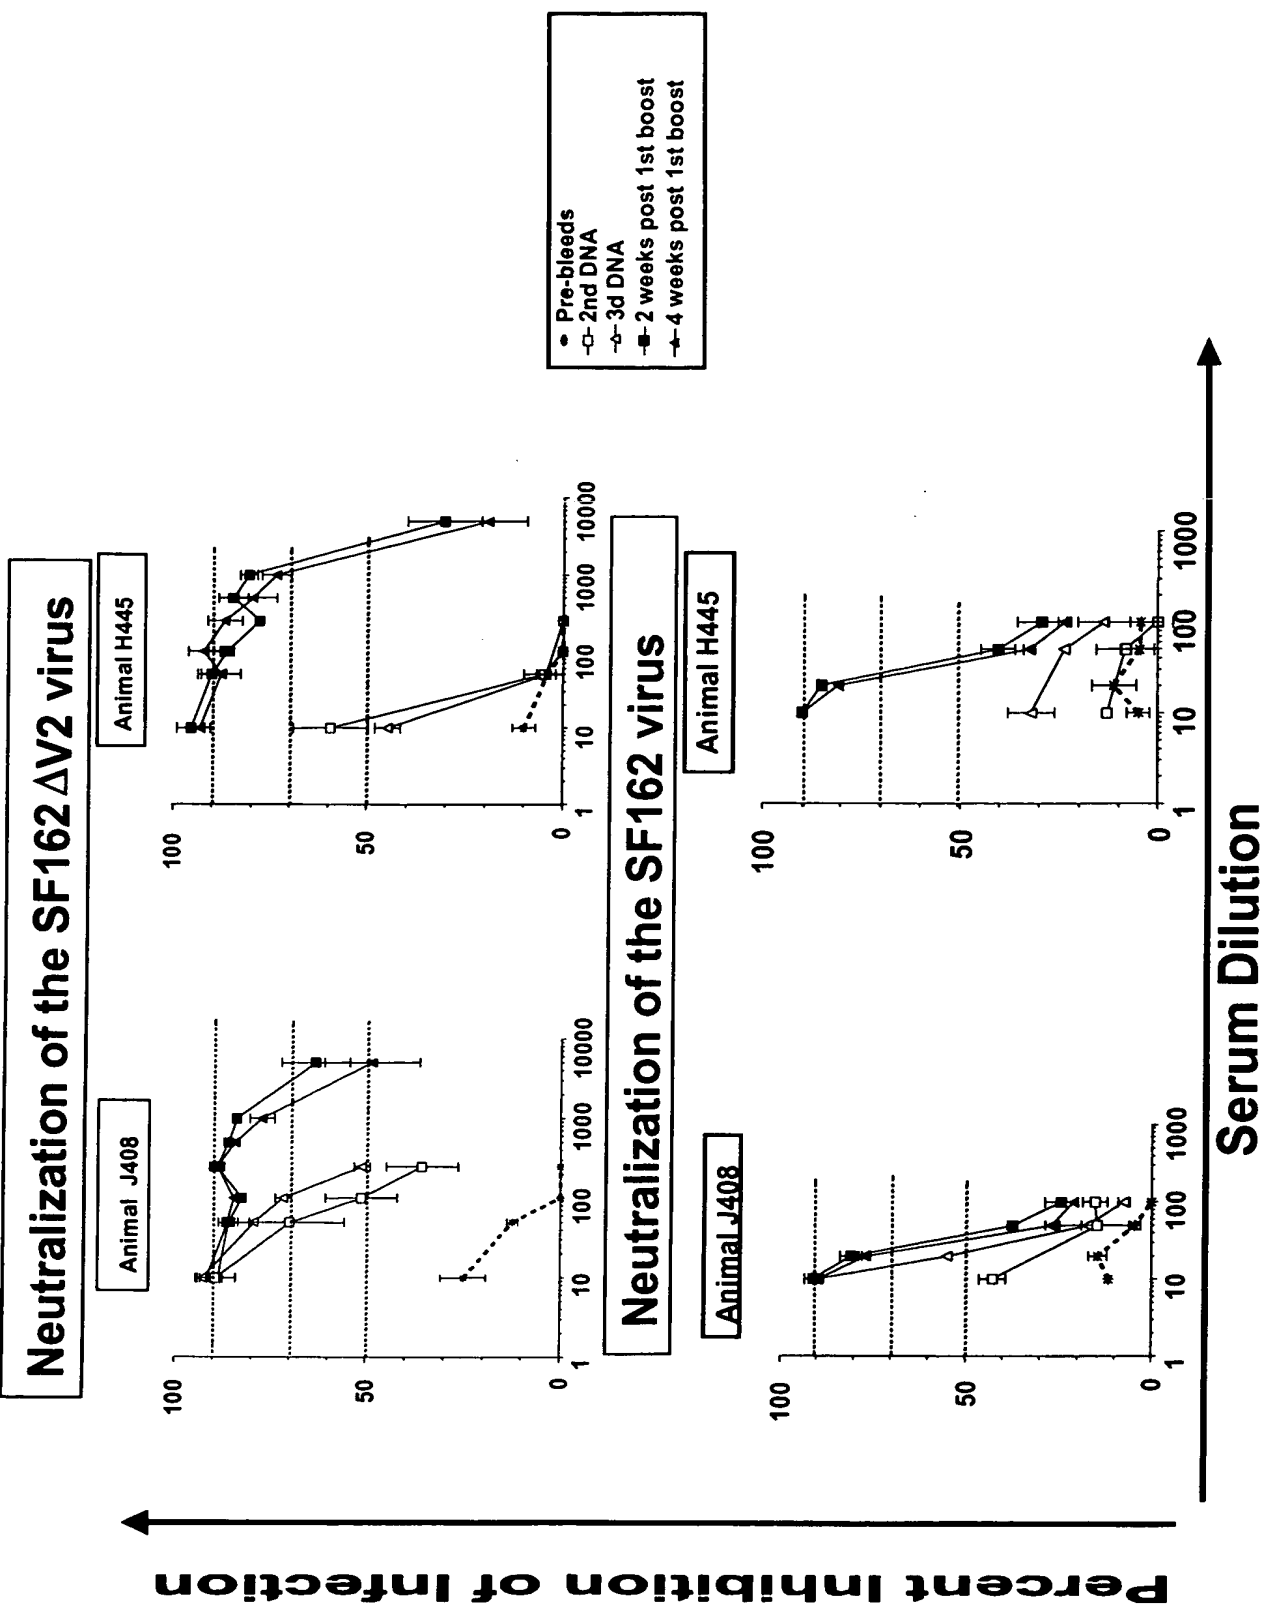 Neutralization of the SF162 ΔV2 virus
Animal J408
Animal H445
100
50
0
1
10
100
1000
10000
100
50
0
1
10
100
1000
10000
Pre-bleeds
2nd DNA
3d DNA
2 weeks post 1st boost
4 weeks post 1st boost
Neutralization of the SF162 virus
Animal J408
Animal H445
100
50
0
1
10
100
1000
100
50
0
1
10
100
1000
Serum Dilution
Percent Inhibition of Infection